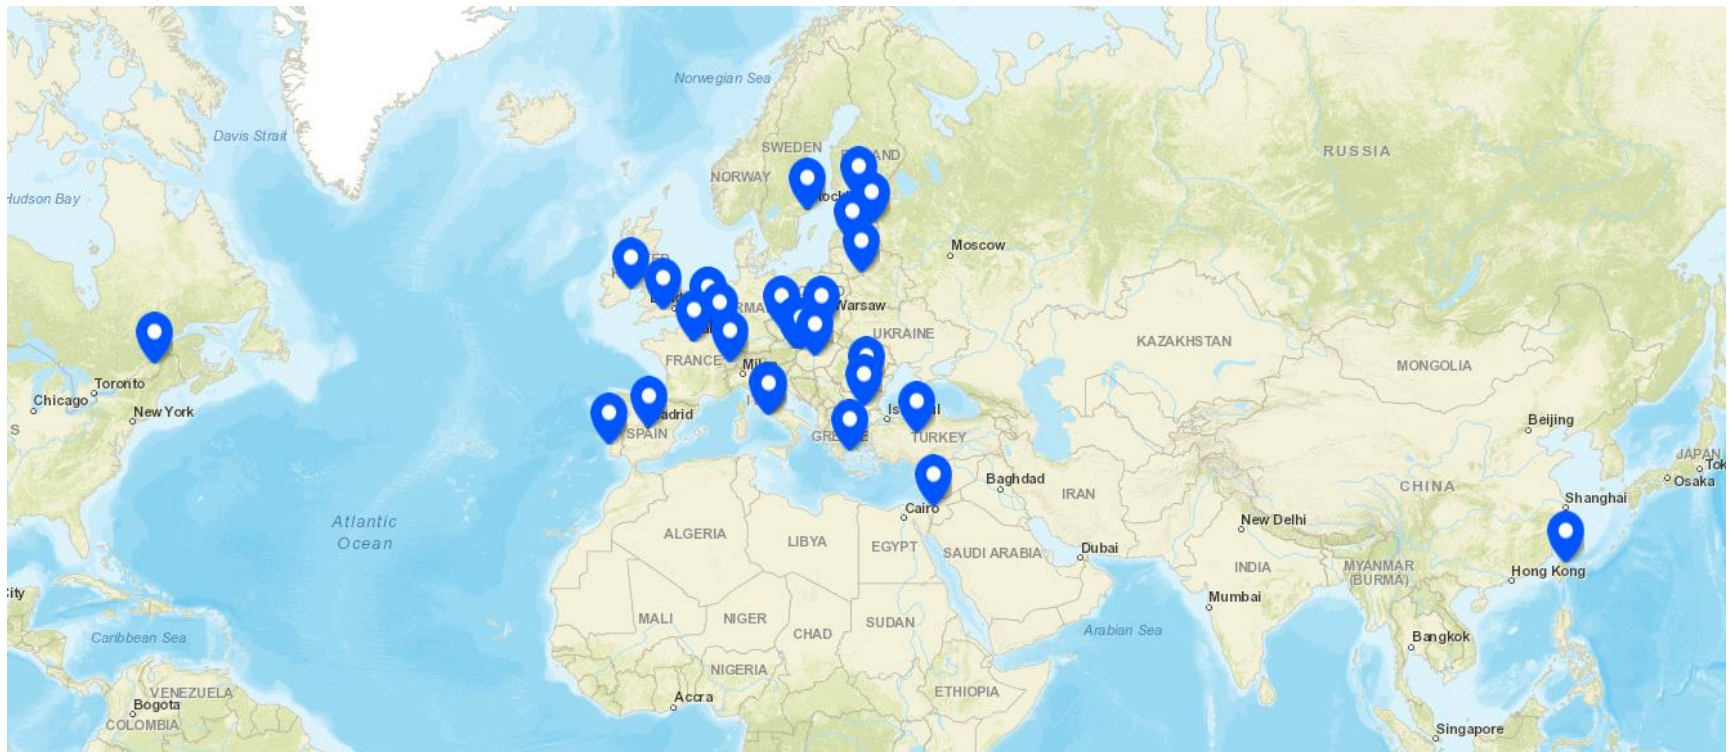 Norwegian Sea
Davis Strait
SWEDEN
RUSSIA
NORWAY
Hudson Bay
Moscow
Warsaw
UKRAINE
KAZAKHSTAN
FRANCE
MONGOLIA
Toronto
Chicago
New York
SPAIN
TURKEY
Beijing
JAPAN
Osaka
Baghdad
IRAN
CHINA
Shanghai
Cairo
Atlantic
Ocean
ALGERIA
LIBYA
EGYPT
SAUDI ARABIA
Dubai
New Delhi
INDIA
MYANMAR
(BURMA)
Hong Kong
Mumbai
MALI
NIGER
CHAD
SUDAN
Arabian Sea
Bangkok
Caribbean Sea
NIGERIA
ETHIOPIA
VENEZUELA
Bogota
COLOMBIA
Accra
Singapore